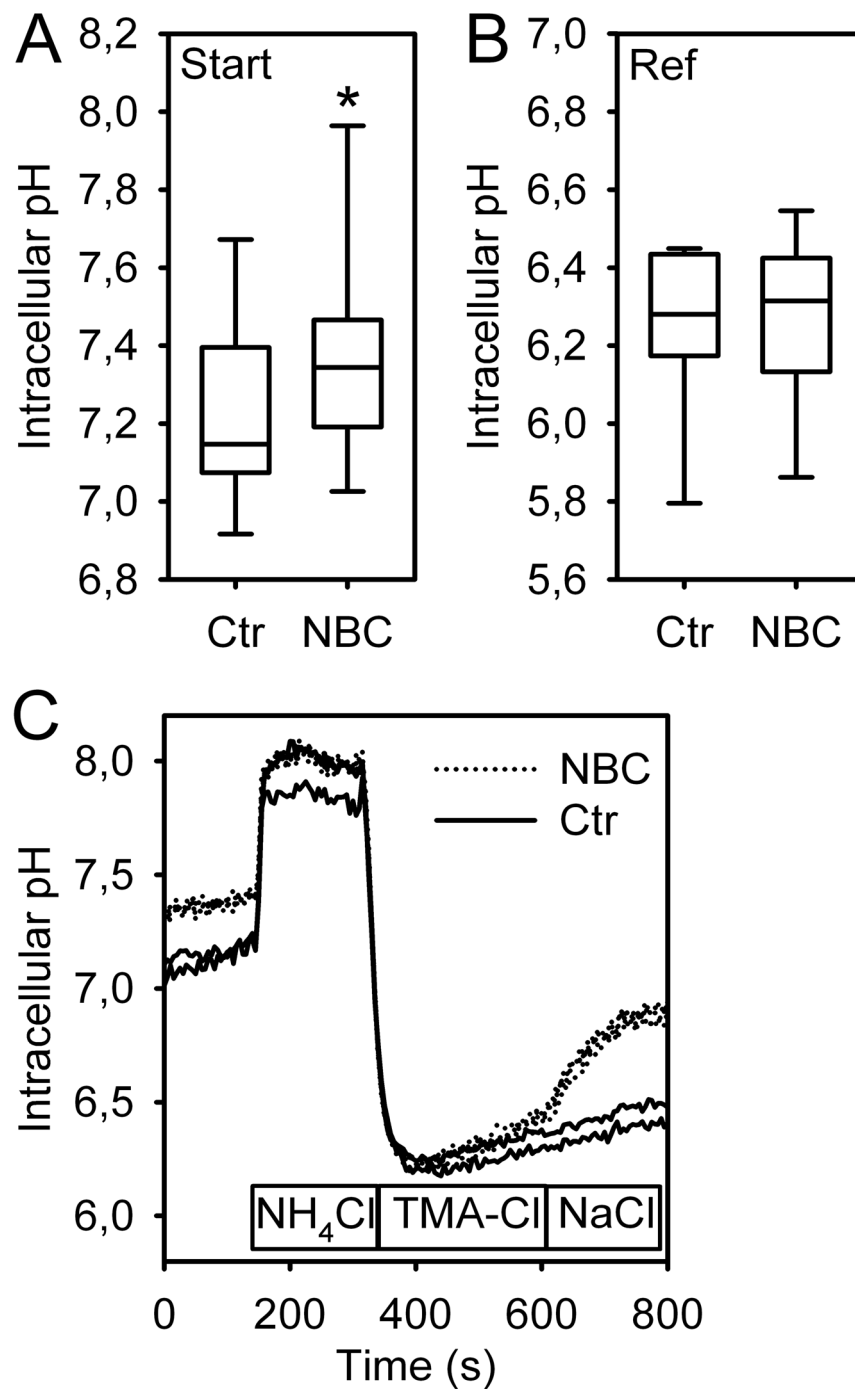 A
Start
*
Intracellular pH
8,2
8,0
7,8
7,6
7,4
7,2
7,0
6,8
Ctr NBC
B
Ref
Intracellular pH
7,0
6,8
6,6
6,4
6,2
6,0
5,8
5,6
Ctr NBC
C
NBC
Ctr
Intracellular pH
8,0
7,5
7,0
6,5
6,0
NH₄Cl TMA-Cl NaCl
0 200 400 600 800
Time (s)